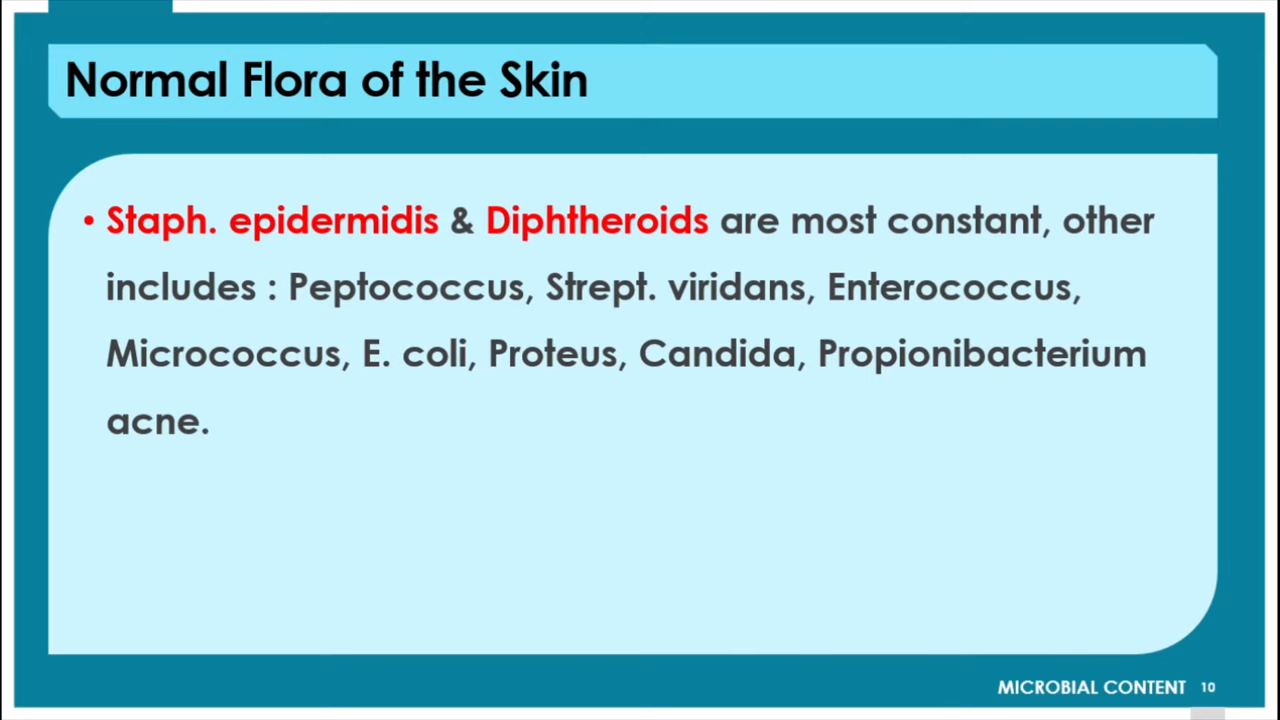 Normal Flora of the Skin
• Staph. epidermidis & Diphtheroids are most constant, other
includes : Peptococcus, Strept. viridans, Enterococcus,
Micrococcus, E. coli, Proteus, Candida, Propionibacterium
acne.
MICROBIAL CONTENT 10